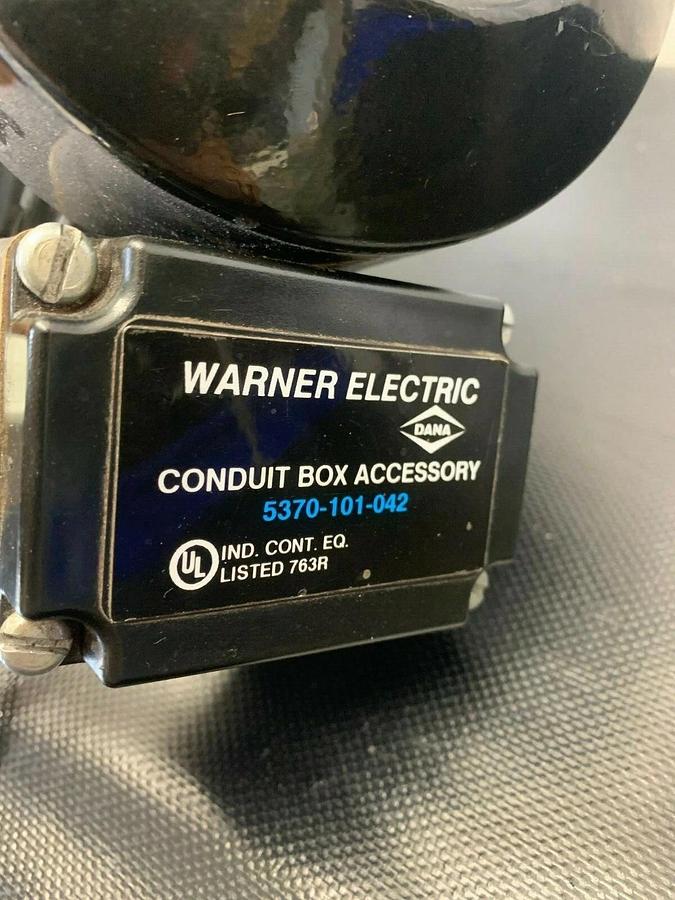 WARNER ELECTRIC
DANA
CONDUIT BOX ACCESSORY
5370-101-042
UL IND. CONT. EQ.
LISTED 763R